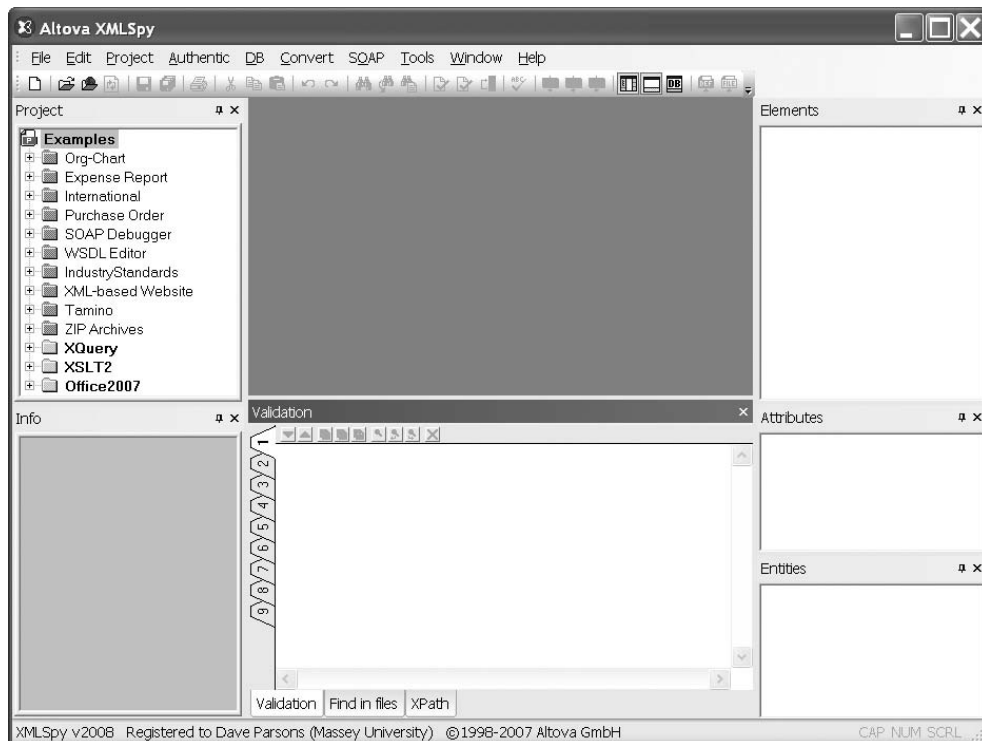 Altova XMLSpy
File Edit Project Authentic DB Convert SOAP Tools Window Help
Project
Examples
Org-Chart
Expense Report
International
Purchase Order
SOAP Debugger
WSDL Editor
IndustryStandards
XML-based Website
Tamino
ZIP Archives
XQuery
XSLT2
Office2007
Info
Validation
1
2
3
4
5
6
7
8
9
Validation Find in files XPath
Elements
Attributes
Entities
XMLSpy v2008 Registered to Dave Parsons (Massey University) ©1998-2007 Altova GmbH CAP NUM SCRL